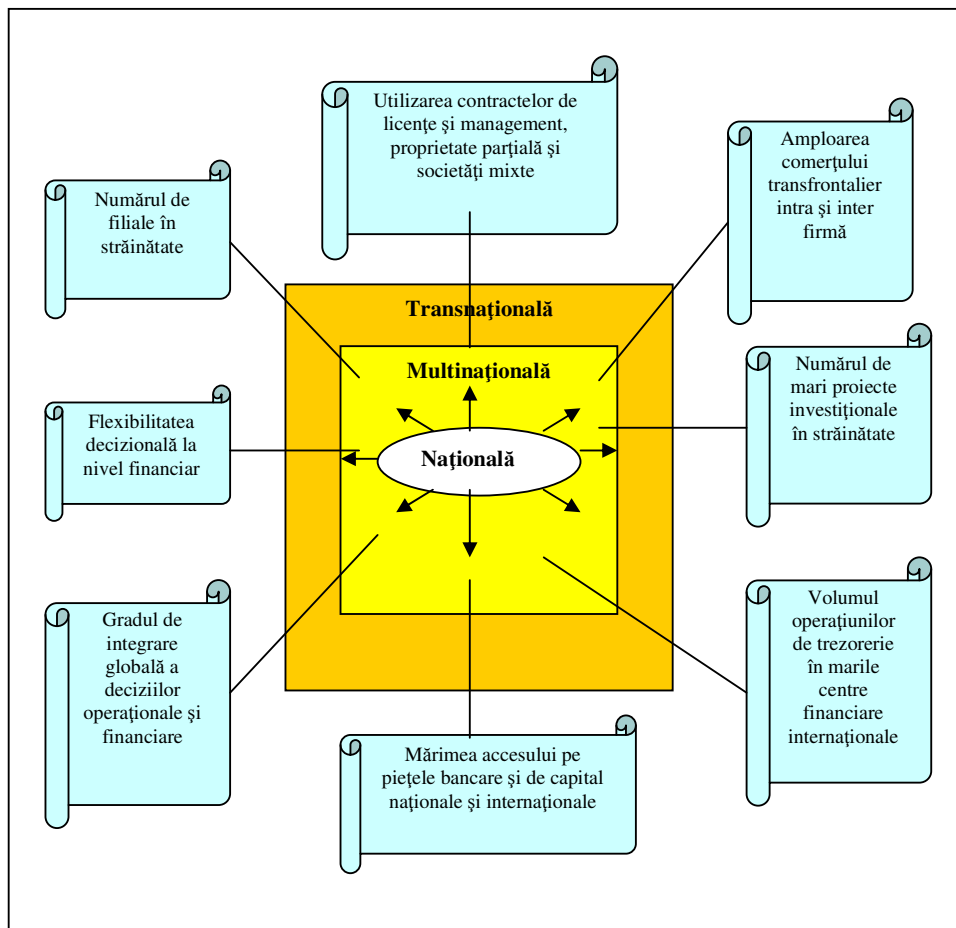 Utilizarea contractelor de
licenţe şi management,
proprietate parţială şi
societăţi mixte
Amploarea
comerţului
transfrontalier
intra şi inter
firmă
Numărul de
filiale în
străinătate
Transnaţională
Multinaţională
Naţională
Numărul de
mari proiecte
investiţionale
în străinătate
Flexibilitatea
decizională la
nivel financiar
Gradul de
integrare
globală a
deciziilor
operaţionale şi
financiare
Volumul
operaţiunilor
de trezorerie
în marile
centre
financiare
internaţionale
Mărimea accesului pe
pieţele bancare şi de capital
naţionale şi internaţionale